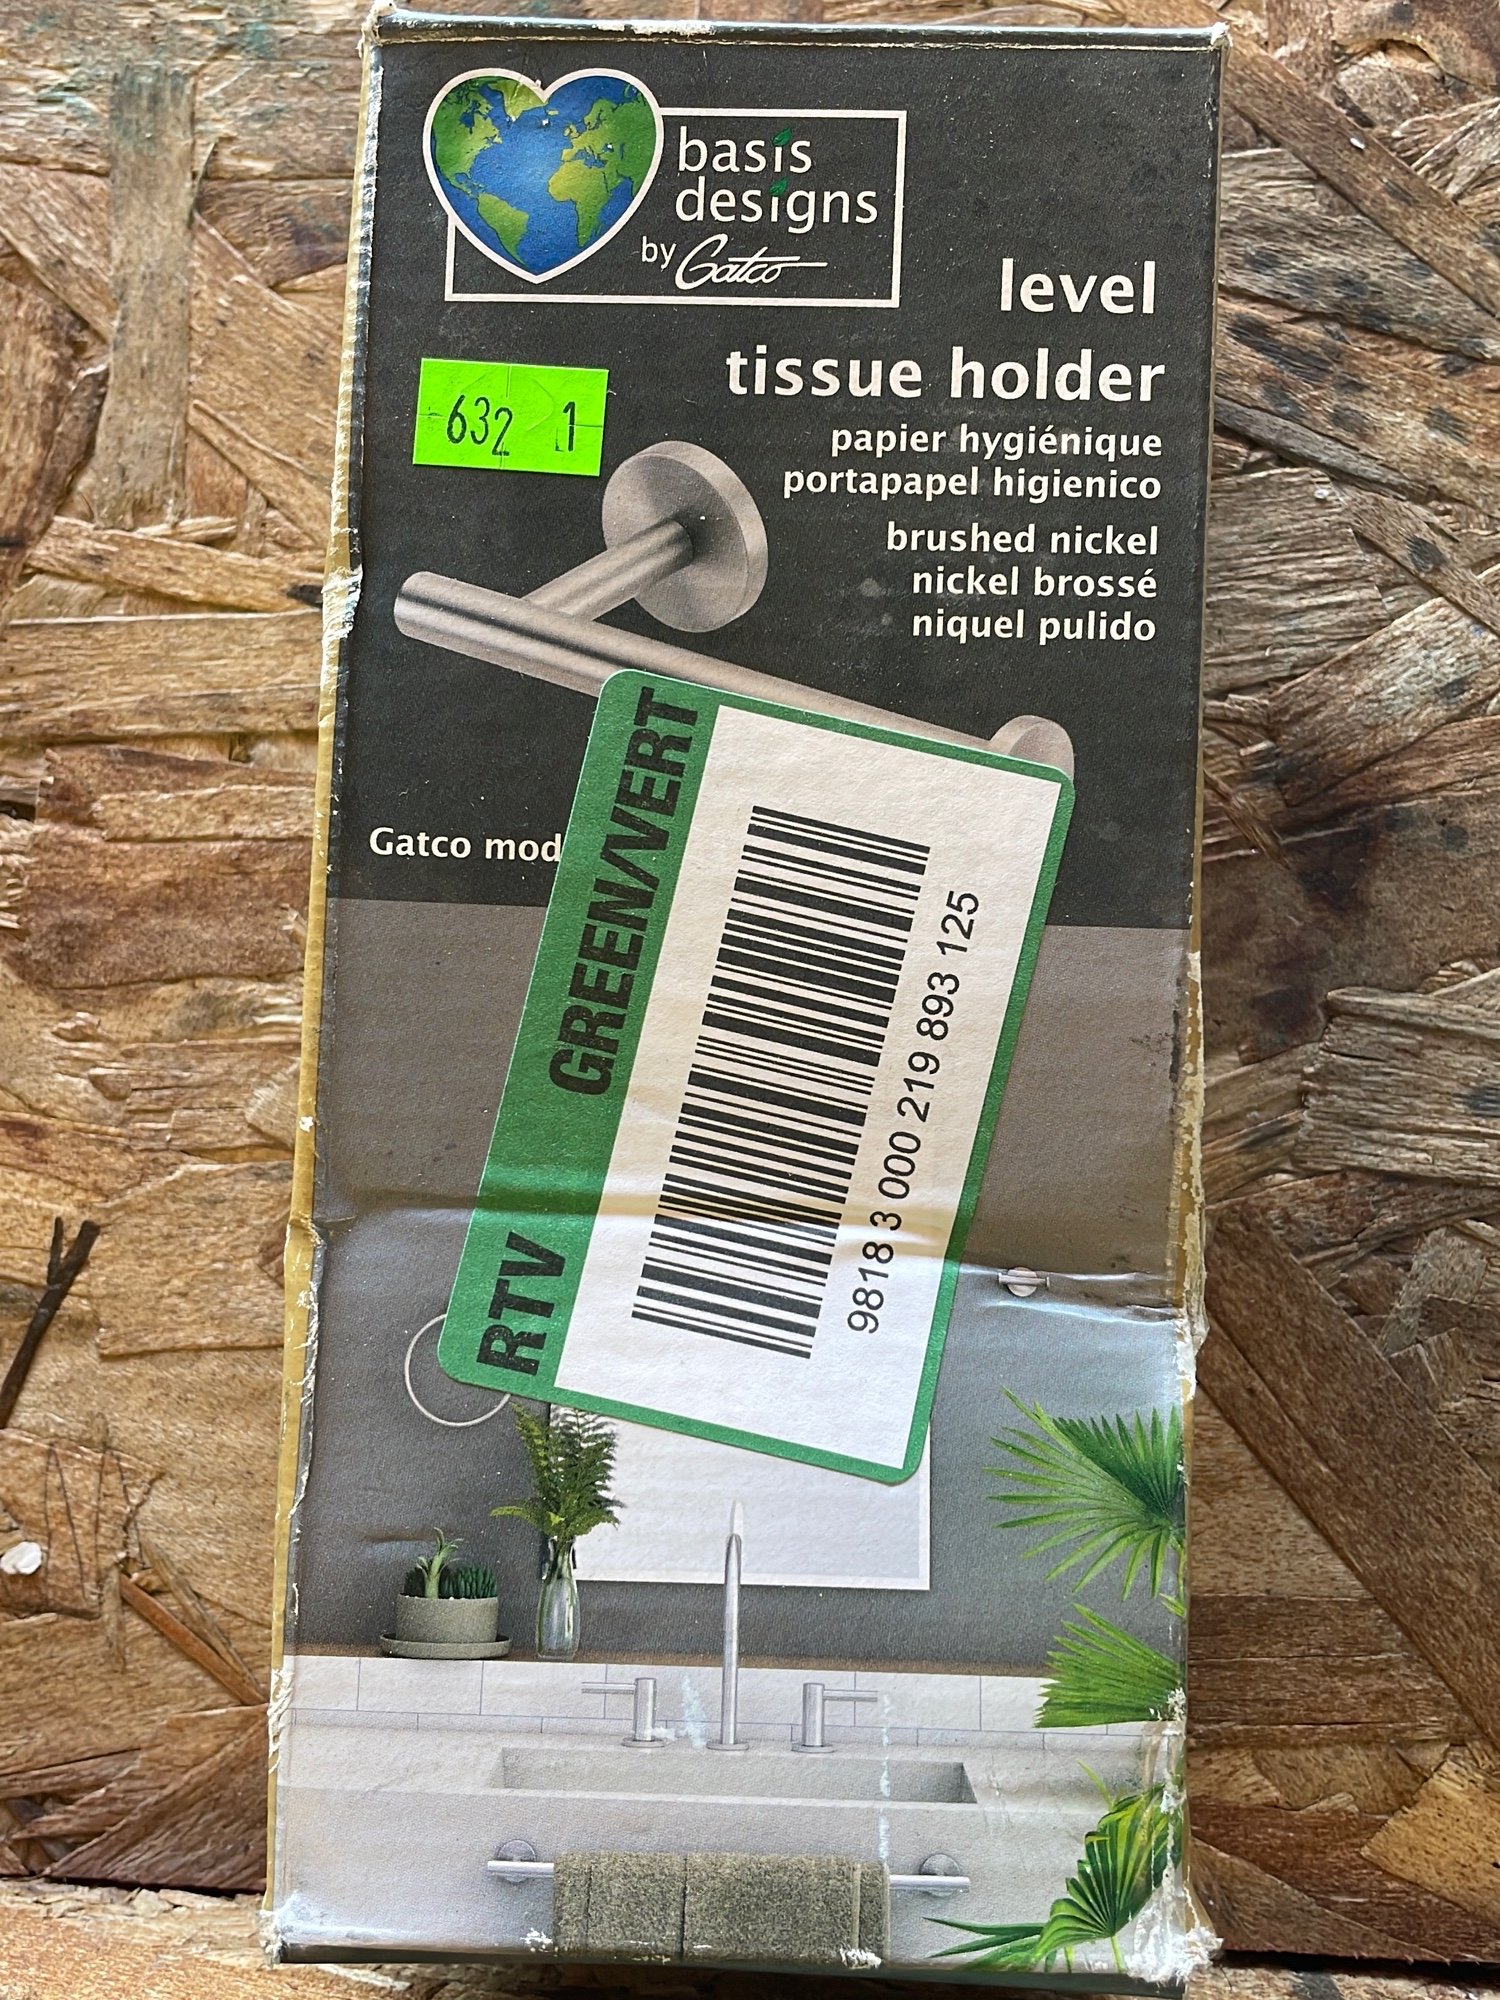 basis
designs
by Gatco
level
tissue holder
papier hygiénique
portapapel higienico
brushed nickel
nickel brossé
niquel pulido
632 1
Gatco mod
RTV GREEN/VERT
9818 3 000 219 893 125